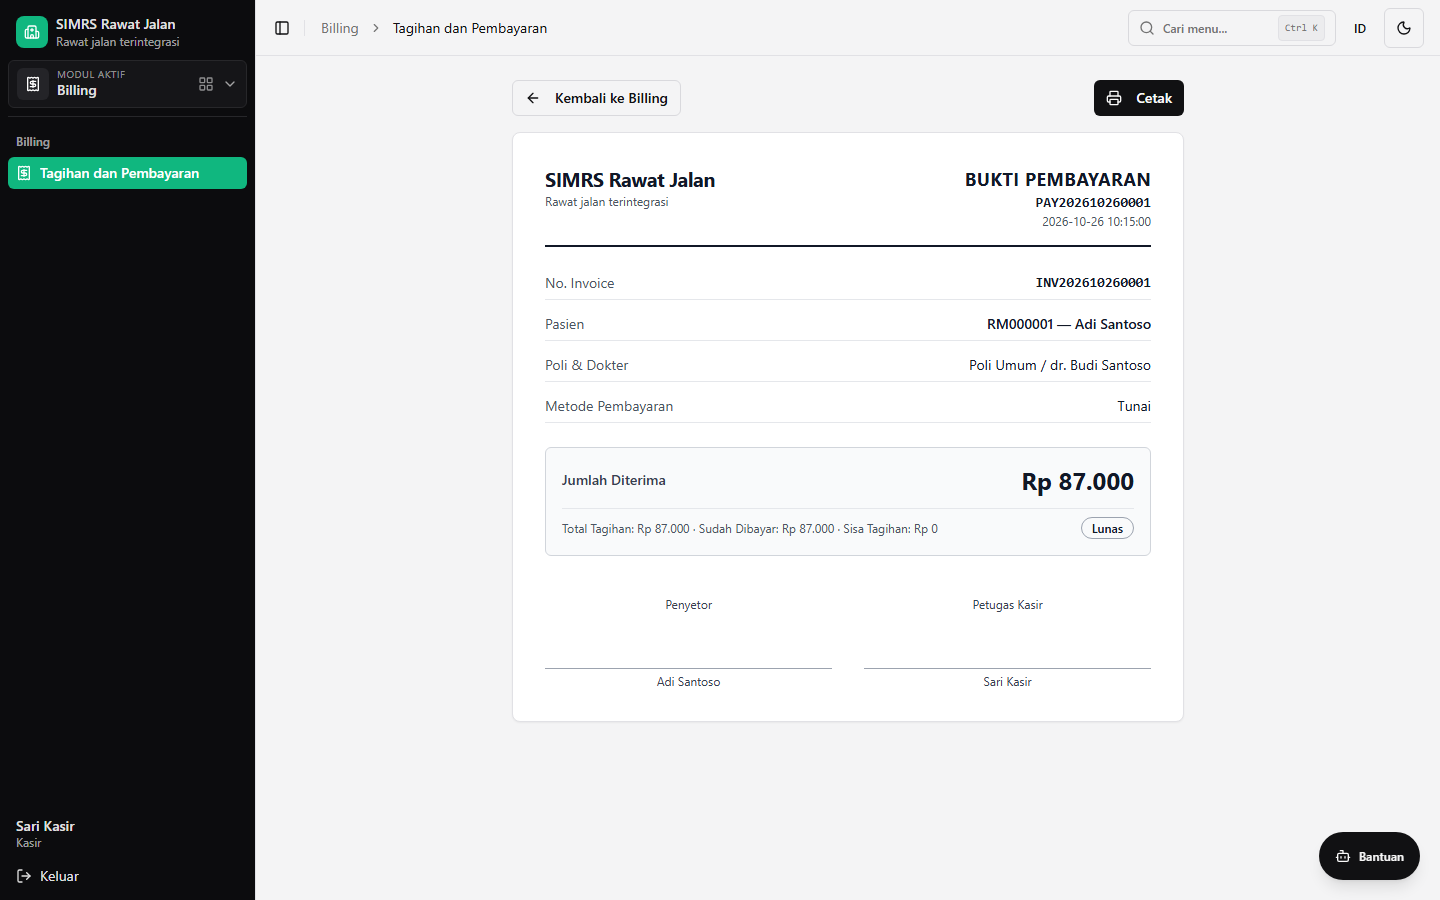 SIMRS Rawat Jalan
Rawat jalan terintegrasi
MODUL AKTIF
Billing
Billing
Tagihan dan Pembayaran
Sari Kasir
Kasir
Keluar
Billing > Tagihan dan Pembayaran
Cari menu... Ctrl K
ID
Kembali ke Billing
Cetak
SIMRS Rawat Jalan
Rawat jalan terintegrasi
BUKTI PEMBAYARAN
PAY202610260001
2026-10-26 10:15:00
No. Invoice INV202610260001
Pasien RM000001 — Adi Santoso
Poli & Dokter Poli Umum / dr. Budi Santoso
Metode Pembayaran Tunai
Jumlah Diterima Rp 87.000
Total Tagihan: Rp 87.000 · Sudah Dibayar: Rp 87.000 · Sisa Tagihan: Rp 0 Lunas
Penyetor Petugas Kasir
Adi Santoso Sari Kasir
Bantuan